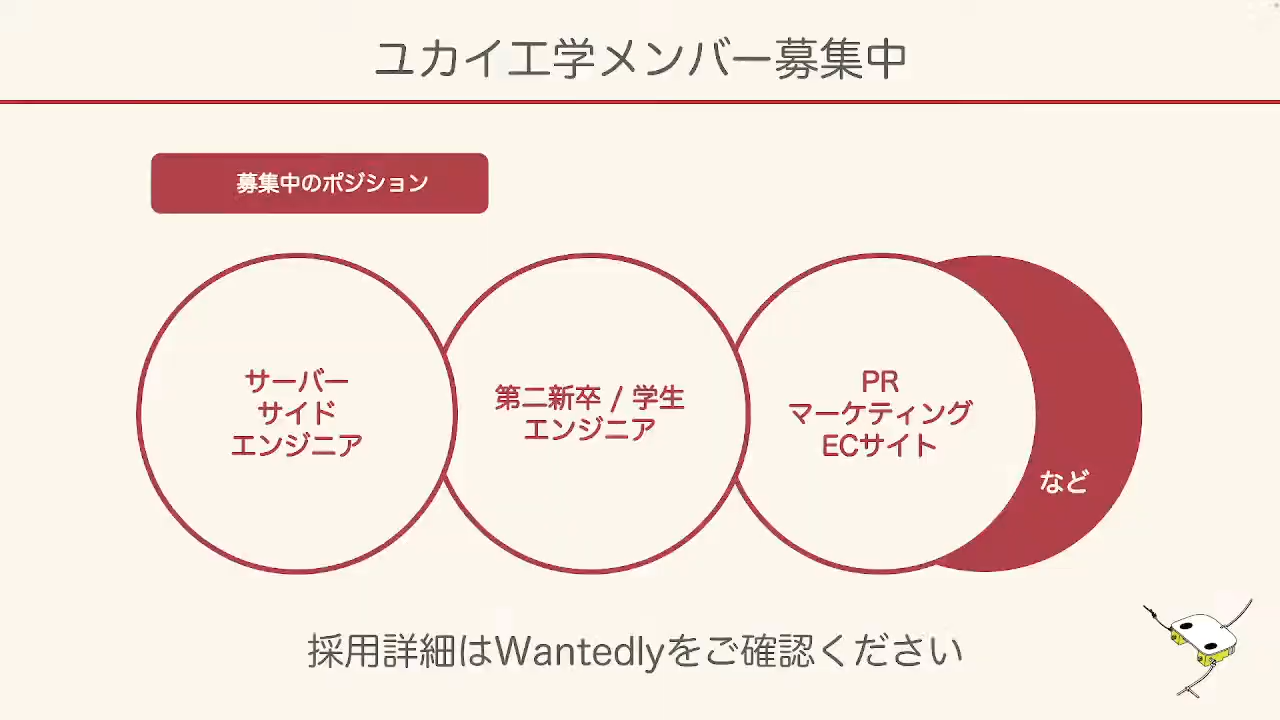 ユカイ工学メンバー募集中
募集中のポジション
サーバー
サイド
エンジニア
第二新卒 / 学生
エンジニア
PR
マーケティング
ECサイト
など
採用詳細はWantedlyをご確認ください